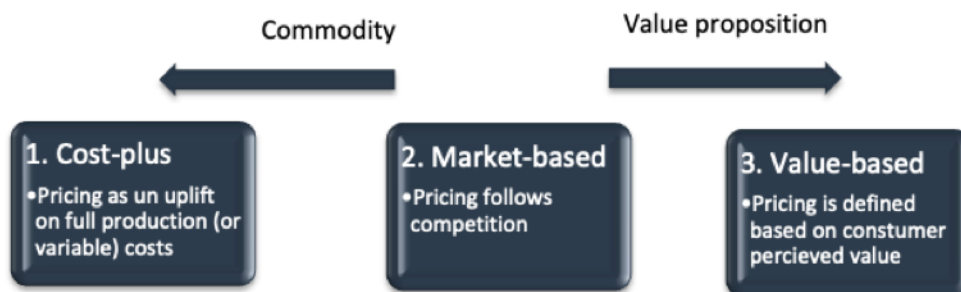 Commodity
Value proposition
1. Cost-plus
•Pricing as un uplift
on full production (or
variable) costs
2. Market-based
•Pricing follows
competition
3. Value-based
•Pricing is defined
based on constumer
percieved value